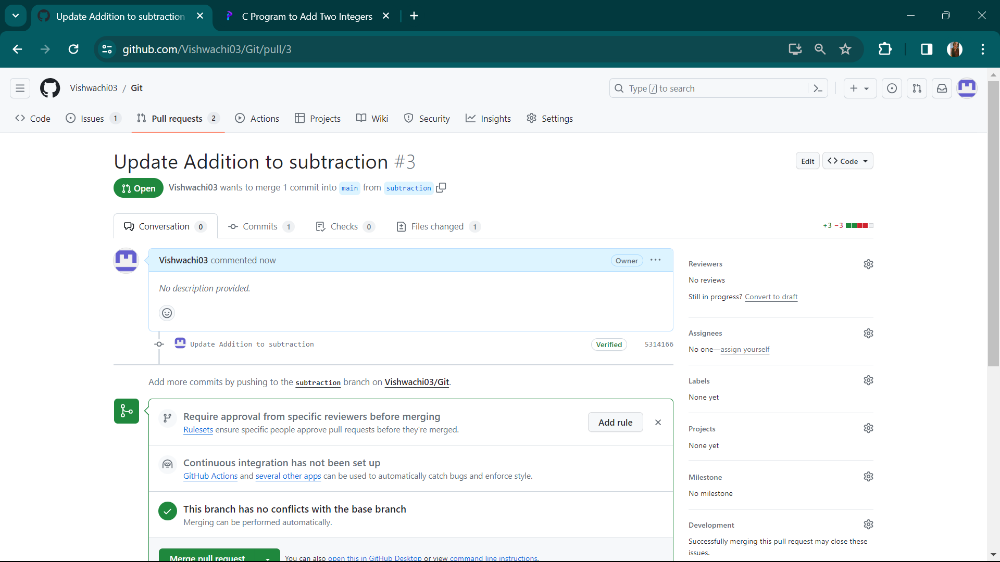 Update Addition to subtraction
C Program to Add Two Integers
github.com/Vishwachi03/Git/pull/3
Vishwachi03 / Git
Type / to search
Code
Issues 1
Pull requests 2
Actions
Projects
Wiki
Security
Insights
Settings
Update Addition to subtraction #3
Edit
Code
Open
Vishwachi03 wants to merge 1 commit into main from subtraction
Conversation 0
Commits 1
Checks 0
Files changed 1
+3 −3
Vishwachi03 commented now
Owner
No description provided.
Update Addition to subtraction
Verified
5314166
Add more commits by pushing to the subtraction branch on Vishwachi03/Git.
Require approval from specific reviewers before merging
Rulesets ensure specific people approve pull requests before they're merged.
Add rule
Continuous integration has not been set up
GitHub Actions and several other apps can be used to automatically catch bugs and enforce style.
This branch has no conflicts with the base branch
Merging can be performed automatically.
Merge pull request
You can also open this in GitHub Desktop or view command line instructions.
Reviewers
No reviews
Still in progress? Convert to draft
Assignees
No one—assign yourself
Labels
None yet
Projects
None yet
Milestone
No milestone
Development
Successfully merging this pull request may close these
issues.